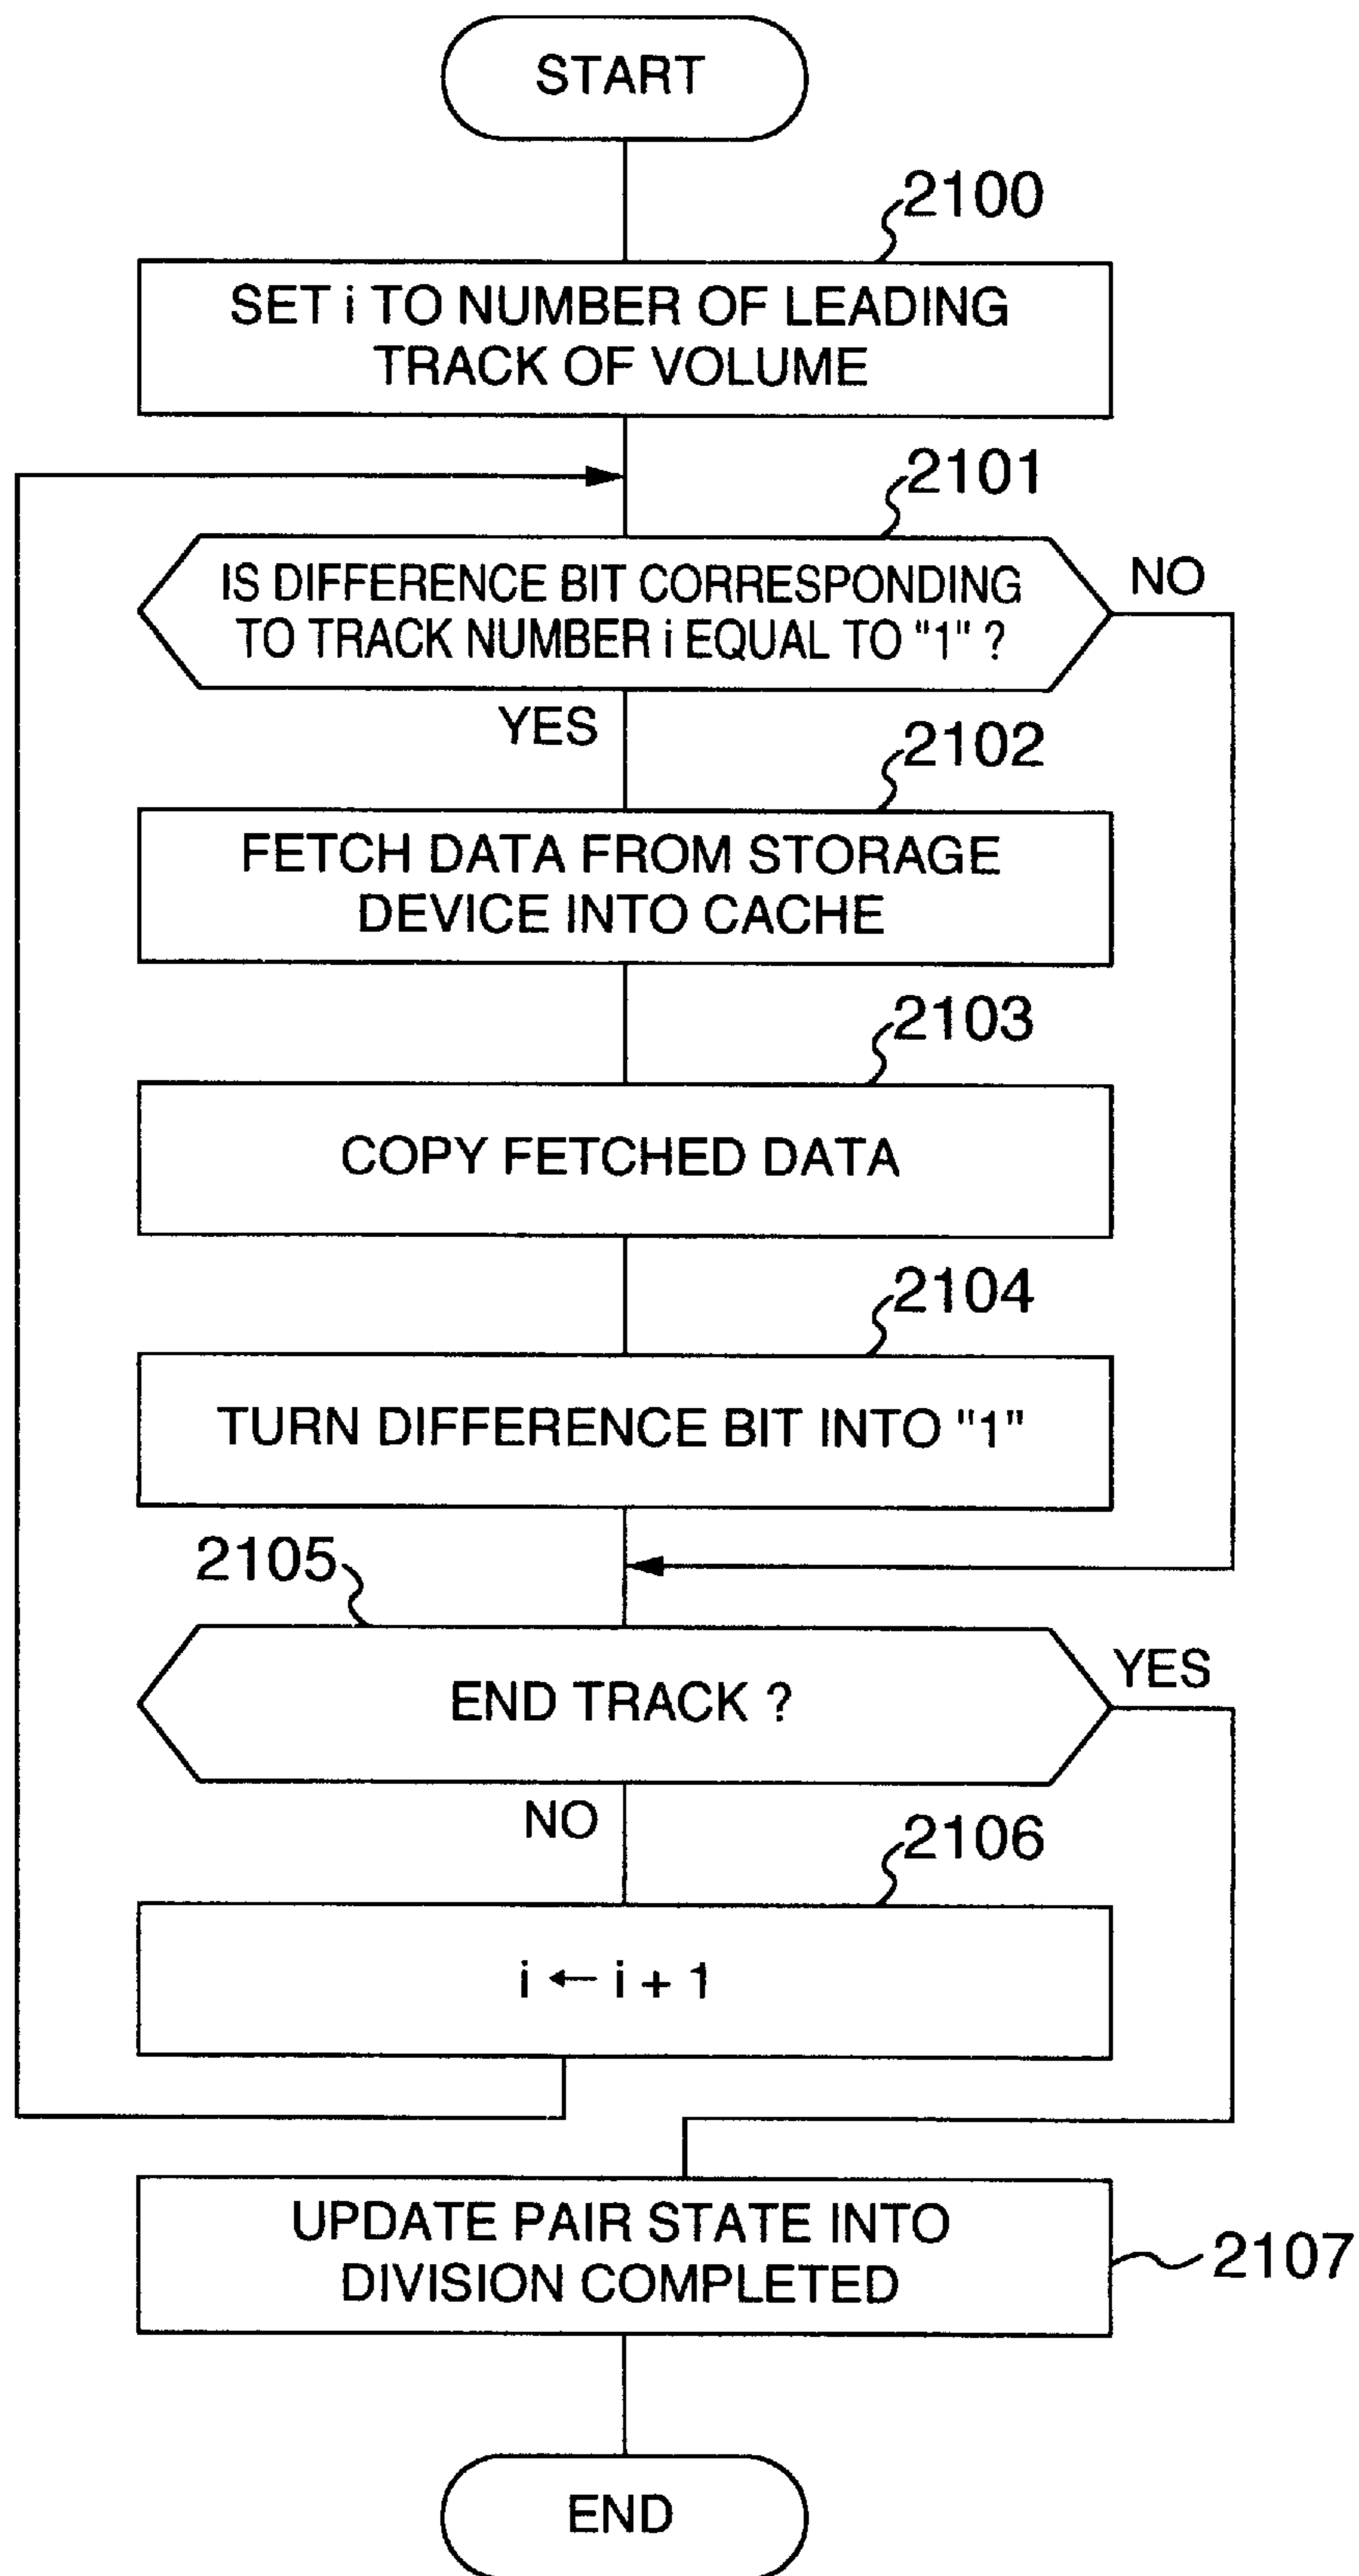 START
2100
SET i TO NUMBER OF LEADING
TRACK OF VOLUME
2101
IS DIFFERENCE BIT CORRESPONDING
TO TRACK NUMBER i EQUAL TO "1" ?
NO
YES
2102
FETCH DATA FROM STORAGE
DEVICE INTO CACHE
2103
COPY FETCHED DATA
2104
TURN DIFFERENCE BIT INTO "1"
2105
END TRACK ?
YES
NO
2106
i ← i + 1
UPDATE PAIR STATE INTO
DIVISION COMPLETED
2107
END